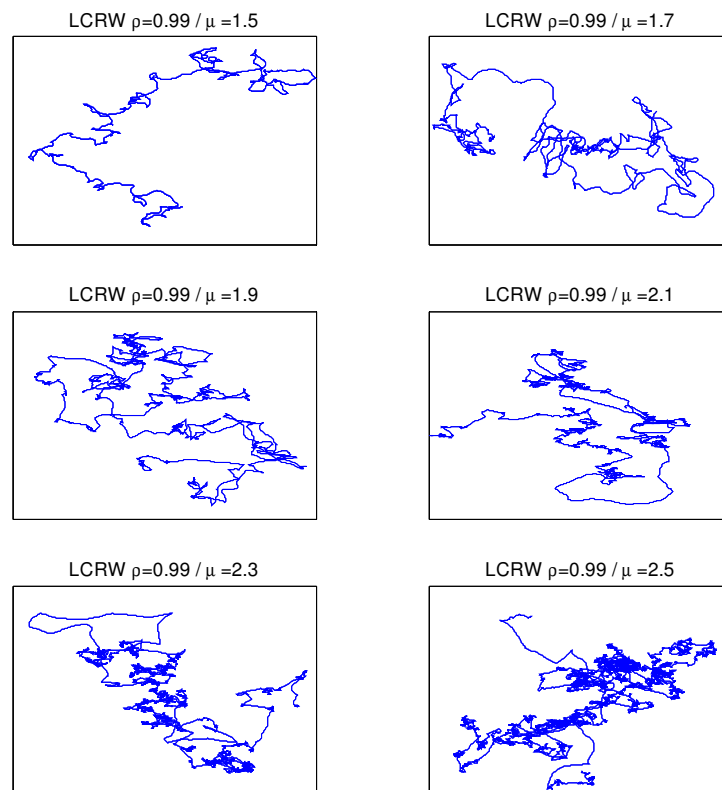 LCRW ρ=0.99 / μ =1.5
LCRW ρ=0.99 / μ =1.7
LCRW ρ=0.99 / μ =1.9
LCRW ρ=0.99 / μ =2.1
LCRW ρ=0.99 / μ =2.3
LCRW ρ=0.99 / μ =2.5